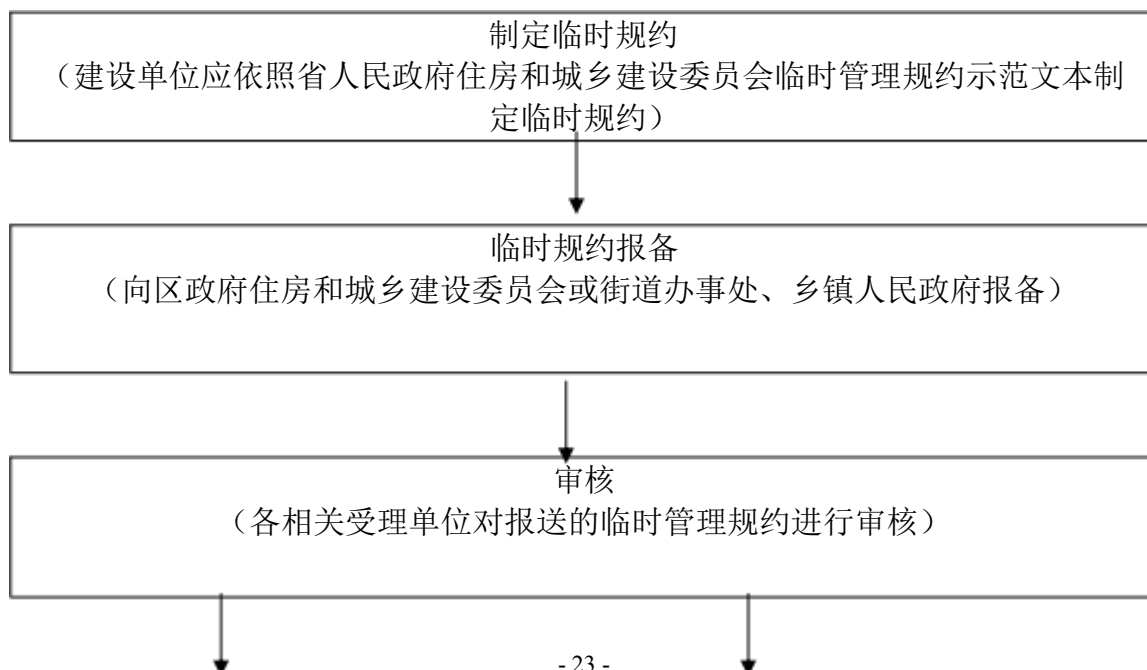 制定临时规约
（建设单位应依照省人民政府住房和城乡建设委员会临时管理规约示范文本制
定临时规约）
临时规约报备
（向区政府住房和城乡建设委员会或街道办事处、乡镇人民政府报备）
审核
（各相关受理单位对报送的临时管理规约进行审核）
- 23 -